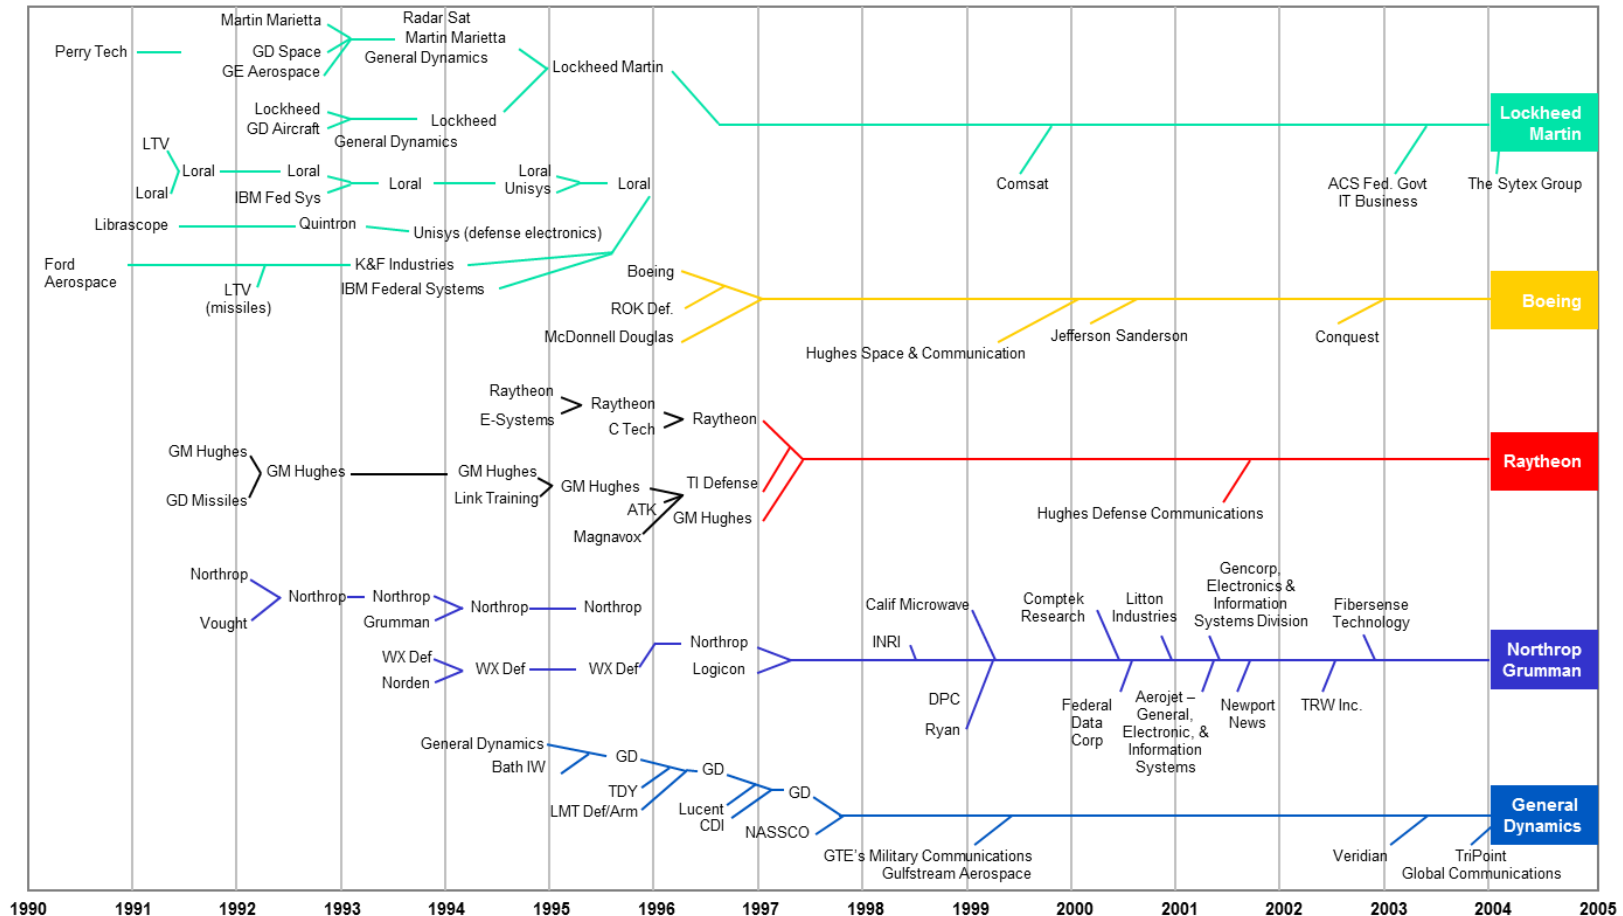 Martin Marietta
Radar Sat
Martin Marietta
General Dynamics
Perry Tech
GD Space
GE Aerospace
Lockheed Martin
Lockheed
GD Aircraft
Lockheed
General Dynamics
Lockheed
Martin
LTV
Loral
Loral
Loral
IBM Fed Sys
Loral
Loral
Unisys
Loral
Comsat
ACS Fed. Govt
IT Business
The Sytex Group
Librascope
Quintron
Unisys (defense electronics)
Ford
Aerospace
LTV
(missiles)
K&F Industries
IBM Federal Systems
Boeing
ROK Def.
McDonnell Douglas
Hughes Space & Communication
Jefferson Sanderson
Conquest
Boeing
Raytheon
E-Systems
Raytheon
C Tech
Raytheon
GM Hughes
GD Missiles
GM Hughes
GM Hughes
Link Training
GM Hughes
ATK
Magnavox
TI Defense
GM Hughes
Hughes Defense Communications
Raytheon
Northrop
Vought
Northrop
Northrop
Grumman
Northrop
Northrop
WX Def
Norden
WX Def
WX Def
Northrop
Logicon
Calif Microwave
INRI
DPC
Ryan
Comptek
Research
Litton
Industries
Gencorp,
Electronics &
Information
Systems Division
Fibersense
Technology
Federal
Data
Corp
Aerojet –
General,
Electronic, &
Information
Systems
Newport
News
TRW Inc.
Northrop
Grumman
General Dynamics
Bath IW
GD
TDY
LMT Def/Arm
GD
Lucent
CDI
GD
NASSCO
GTE's Military Communications
Gulfstream Aerospace
Veridian
TriPoint
Global Communications
General
Dynamics
1990 1991 1992 1993 1994 1995 1996 1997 1998 1999 2000 2001 2002 2003 2004 2005